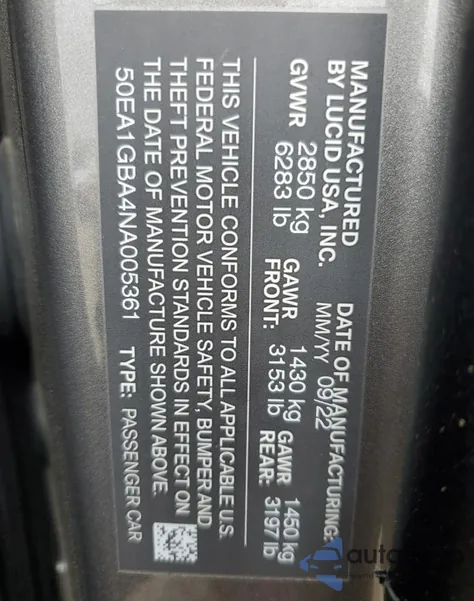 MANUFACTURED
BY LUCID USA, INC.
DATE OF MANUFACTURING:
MM/YY 09/22
GVWR 2850 kg
6283 lb
GAWR 1430 kg
FRONT: 3153 lb
GAWR 1450 kg
REAR: 3197 lb
THIS VEHICLE CONFORMS TO ALL APPLICABLE U.S.
FEDERAL MOTOR VEHICLE SAFETY, BUMPER AND
THEFT PREVENTION STANDARDS IN EFFECT ON
THE DATE OF MANUFACTURE SHOWN ABOVE.
50EA1GBA4NA005361 TYPE: PASSENGER CAR